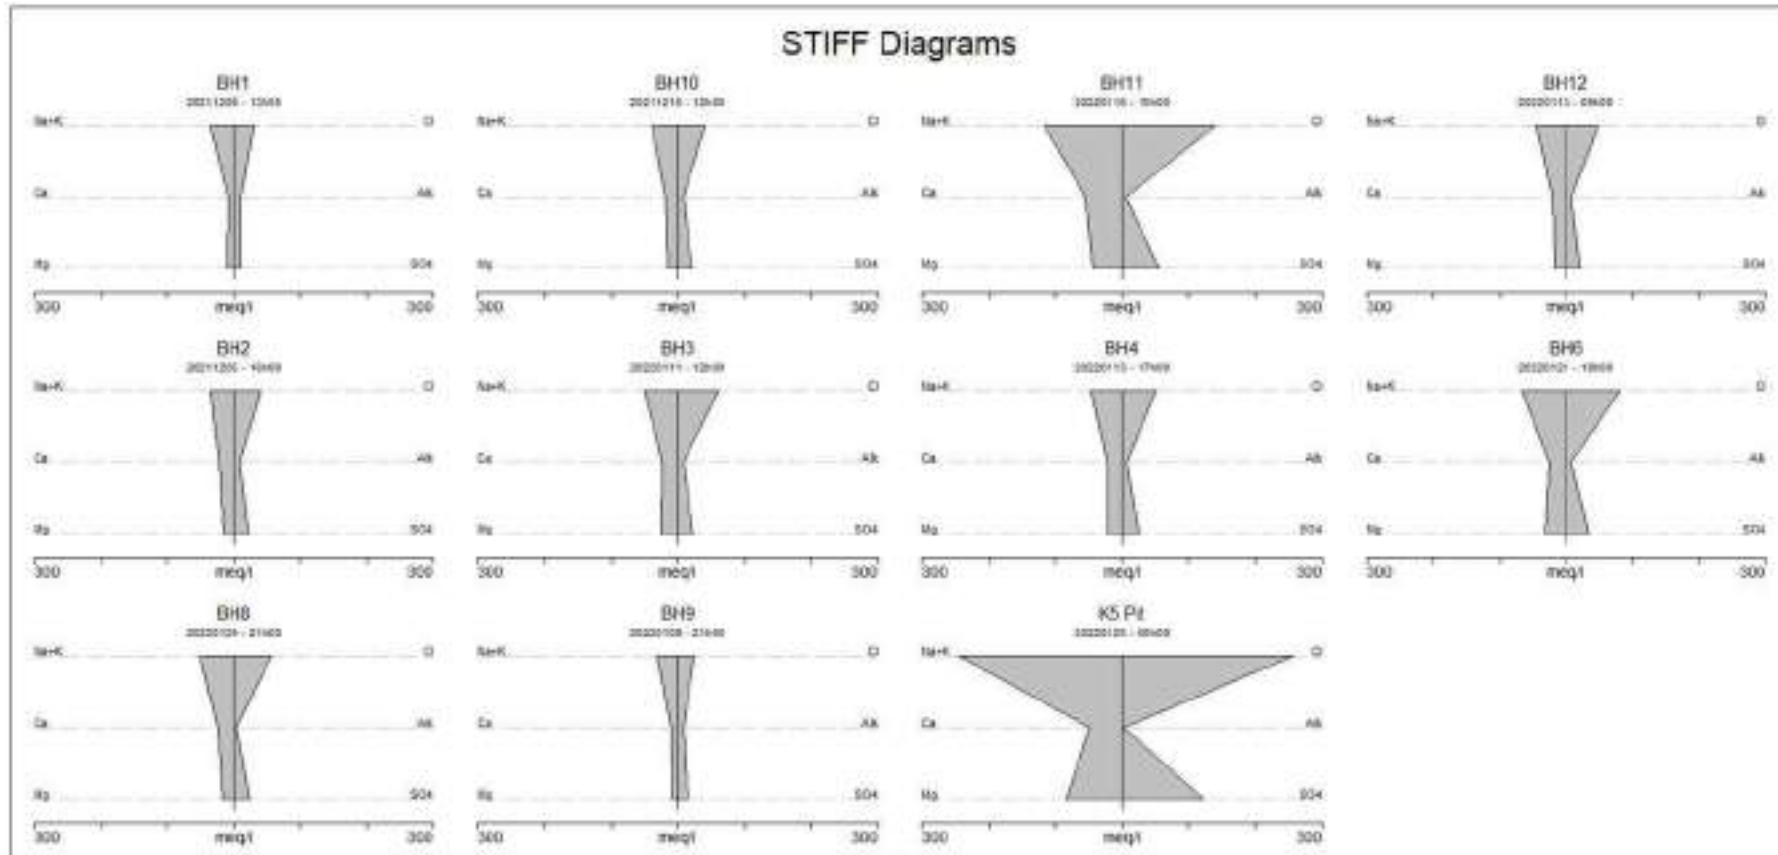 STIFF Diagrams
BH1
BH10
BH11
BH12
Na+K Cl Na+K Cl Na+K Cl Na+K Cl
Ca Alk Ca Alk Ca Alk Ca Alk
Mg SO4 Mg SO4 Mg SO4 Mg SO4
300 meq/l 300 300 meq/l 300 300 meq/l 300 300 meq/l 300
BH2
BH3
BH4
BH6
Na+K Cl Na+K Cl Na+K Cl Na+K Cl
Ca Alk Ca Alk Ca Alk Ca Alk
Mg SO4 Mg SO4 Mg SO4 Mg SO4
300 meq/l 300 300 meq/l 300 300 meq/l 300 300 meq/l 300
BH8
BH9
K5 Pit
Na+K Cl Na+K Cl Na+K Cl
Ca Alk Ca Alk Ca Alk
Mg SO4 Mg SO4 Mg SO4
300 meq/l 300 300 meq/l 300 300 meq/l 300